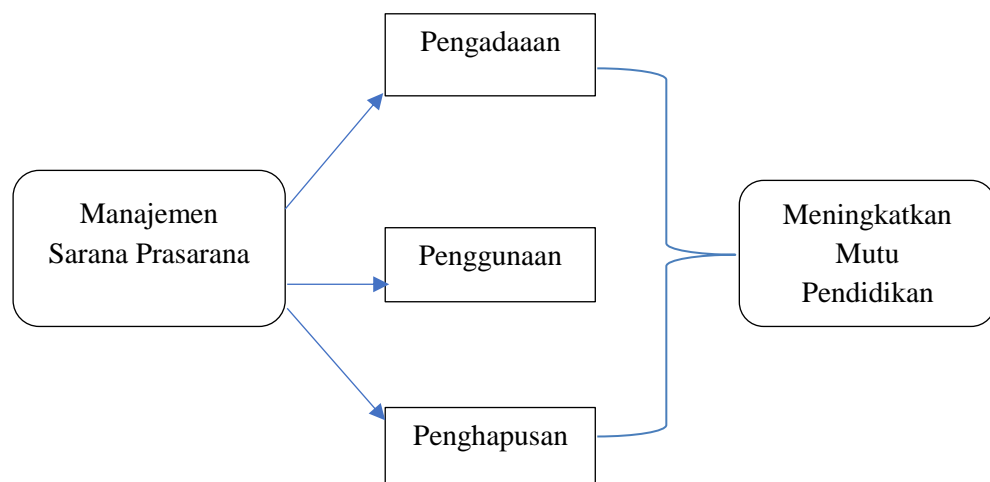 Pengadaaan
Manajemen
Sarana Prasarana
Penggunaan
Meningkatkan
Mutu
Pendidikan
Penghapusan